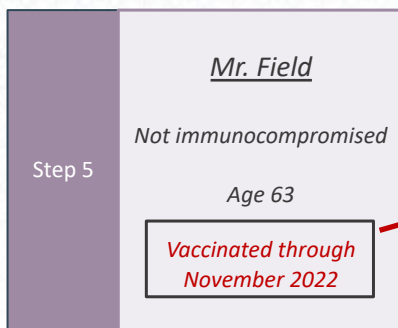 Step 5
Mr. Field
Not immunocompromised
Age 63
Vaccinated through
November 2022